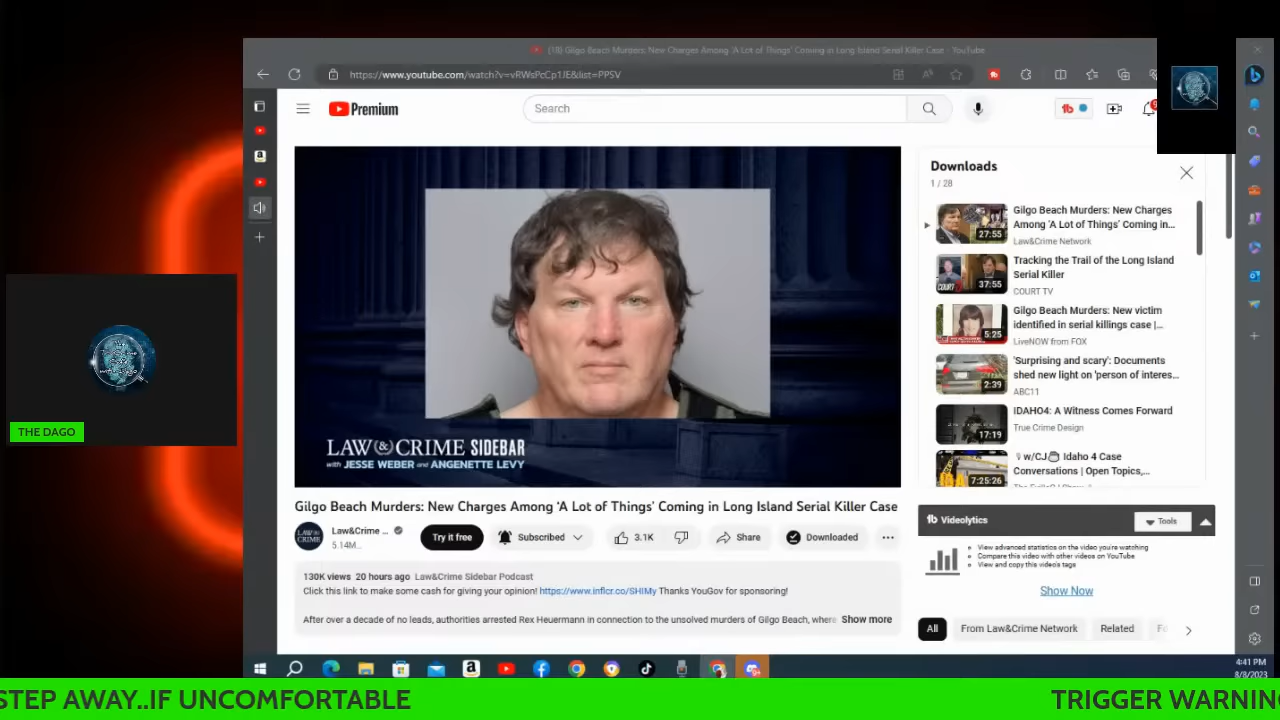 (18) Gilgo Beach Murders: New Charges Among 'A Lot of Things' Coming in Long Island Serial Killer Case - YouTube
https://www.youtube.com/watch?v=vRWsPcCp1JE&list=PPSV
Premium
Search
Downloads
1 / 28
Gilgo Beach Murders: New Charges
Among 'A Lot of Things' Coming in...
Law&Crime Network
27:55
Tracking the Trail of the Long Island
Serial Killer
COURT TV
37:55
Gilgo Beach Murders: New victim
identified in serial killings case |...
LiveNOW from FOX
5:25
'Surprising and scary': Documents
shed new light on 'person of interes...
ABC11
2:39
IDAHO4: A Witness Comes Forward
True Crime Design
17:19
w/CJ Idaho 4 Case
Conversations | Open Topics,...
7:25:26
LAW & CRIME SIDEBAR
with JESSE WEBER and ANGENETTE LEVY
THE DAGO
Gilgo Beach Murders: New Charges Among 'A Lot of Things' Coming in Long Island Serial Killer Case
LAW &
CRIME
Law&Crime ...
5.14M...
Try it free
Subscribed
3.1K
Share
Downloaded
130K views 20 hours ago Law&Crime Sidebar Podcast
Click this link to make some cash for giving your opinion! https://www.inflcr.co/SHIMy Thanks YouGov for sponsoring!
After over a decade of no leads, authorities arrested Rex Heuermann in connection to the unsolved murders of Gilgo Beach, where Show more
Videolytics
Tools
View advanced statistics on the video you're watching
Compare this video with other videos on YouTube
View and copy this video's tags
Show Now
All
From Law&Crime Network
Related
4:41 PM
8/8/2023
STEP AWAY..IF UNCOMFORTABLE
TRIGGER WARNING